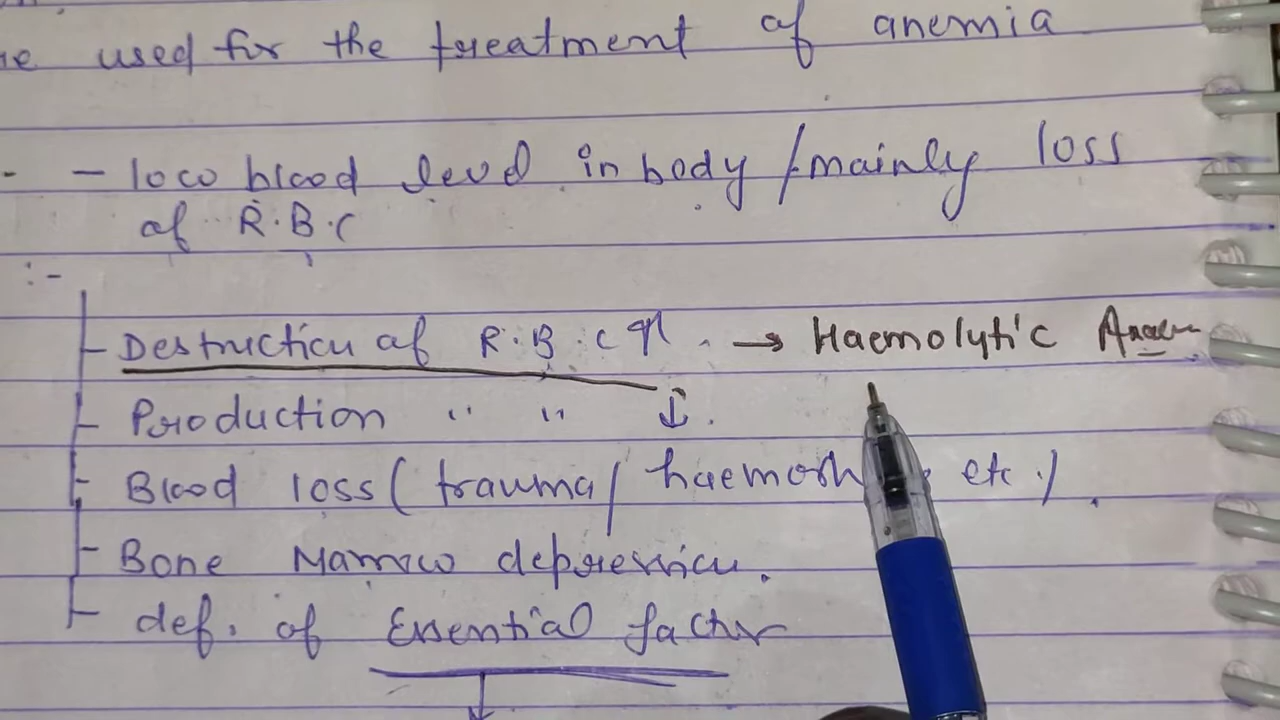 used for the treatment of anemia
- low blood level in body / mainly loss
of R.B.C
:-
- Destruction of R.B.C ↑. → Haemolytic
- Production " " ↓.
- Blood loss ( trauma / etc.) .
- Bone Marrow depression.
- def. of Essential factor